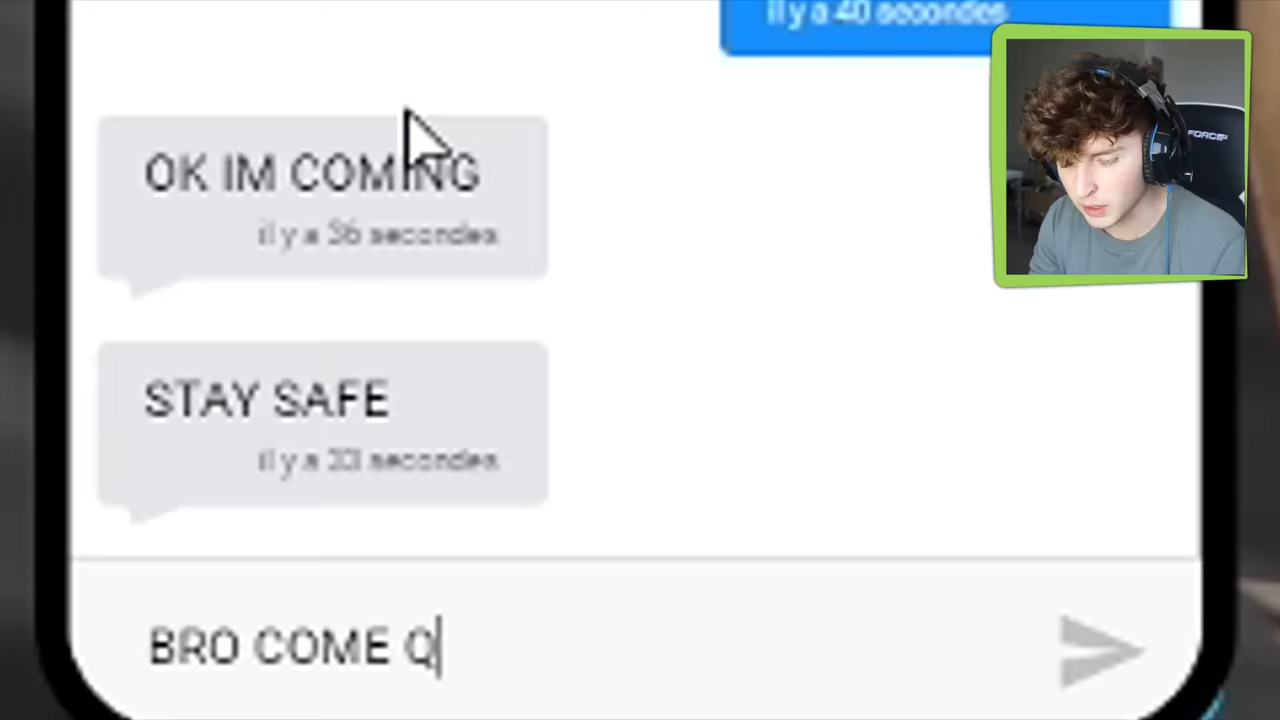 il y a 40 secondes
OK IM COMING
il y a 36 secondes
STAY SAFE
il y a 33 secondes
BRO COME Q
FORCE